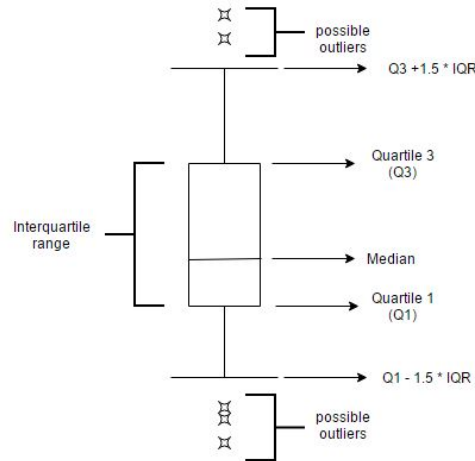 possible
outliers
Q3 +1.5 * IQR
Quartile 3
(Q3)
Interquartile
range
Median
Quartile 1
(Q1)
Q1 - 1.5 * IQR
possible
outliers